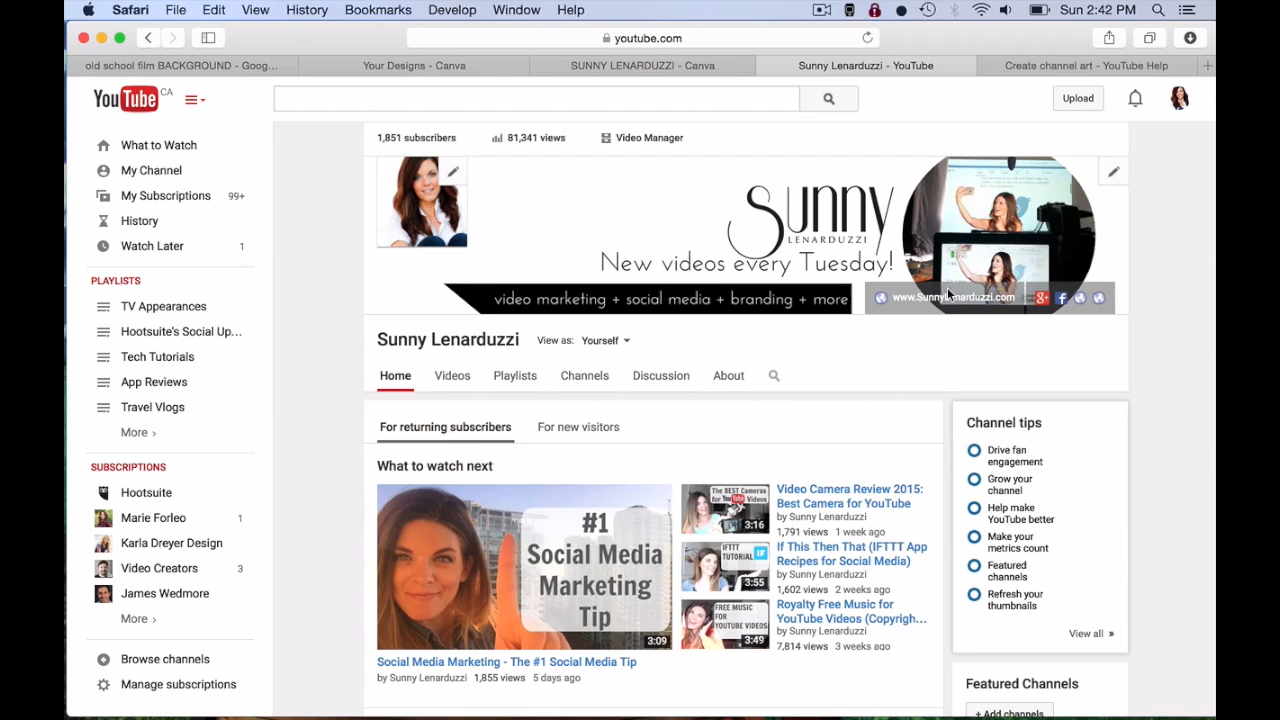 Safari File Edit View History Bookmarks Develop Window Help Sun 2:42 PM
youtube.com
old school film BACKGROUND - Goog... Your Designs - Canva SUNNY LENARDUZZI - Canva Sunny Lenarduzzi - YouTube Create channel art - YouTube Help
YouTube CA
Upload
1,851 subscribers 81,341 views Video Manager
What to Watch
My Channel
My Subscriptions 99+
History
Watch Later 1
PLAYLISTS
TV Appearances
Hootsuite's Social Up...
Tech Tutorials
App Reviews
Travel Vlogs
More ›
SUBSCRIPTIONS
Hootsuite
Marie Forleo 1
Karla Dreyer Design
Video Creators 3
James Wedmore
More ›
Browse channels
Manage subscriptions
Sunny
LENARDUZZI
New videos every Tuesday!
video marketing + social media + branding + more
www.SunnyLenarduzzi.com
Sunny Lenarduzzi View as: Yourself
Home Videos Playlists Channels Discussion About
For returning subscribers For new visitors
What to watch next
#1
Social Media
Marketing
Tip
3:09
Social Media Marketing - The #1 Social Media Tip
by Sunny Lenarduzzi 1,855 views 5 days ago
The BEST Cameras
for YouTube Videos
3:16
Video Camera Review 2015:
Best Camera for YouTube
by Sunny Lenarduzzi
1,791 views 1 week ago
IFTTT
TUTORIAL
IF
3:55
If This Then That (IFTTT App
Recipes for Social Media)
by Sunny Lenarduzzi
1,602 views 2 weeks ago
FREE MUSIC
FOR
YOUTUBE VIDEOS
3:49
Royalty Free Music for
YouTube Videos (Copyrigh...
by Sunny Lenarduzzi
7,814 views 3 weeks ago
Channel tips
Drive fan
engagement
Grow your
channel
Help make
YouTube better
Make your
metrics count
Featured
channels
Refresh your
thumbnails
View all »
Featured Channels
+ Add channels